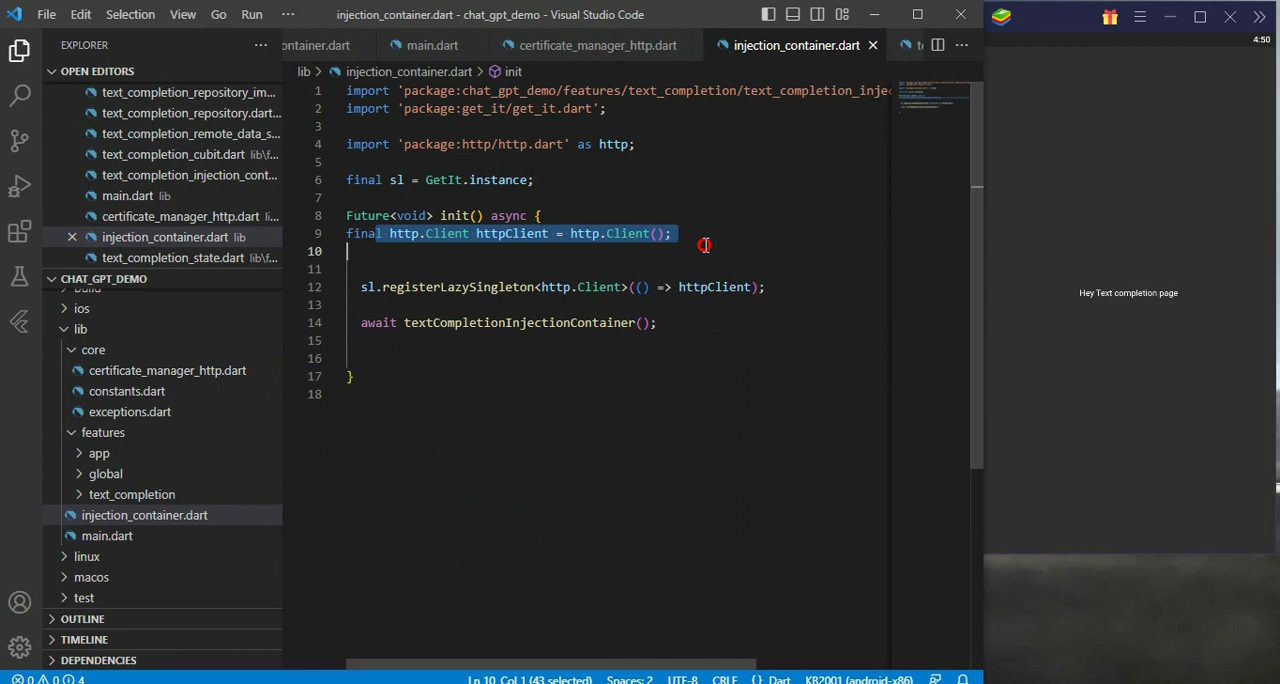 File Edit Selection View Go Run ··· injection_container.dart - chat_gpt_demo - Visual Studio Code
EXPLORER ···
ontainer.dart main.dart certificate_manager_http.dart injection_container.dart ···
OPEN EDITORS
text_completion_repository_im...
text_completion_repository.dart...
text_completion_remote_data_s...
text_completion_cubit.dart lib\f...
text_completion_injection_cont...
main.dart lib
certificate_manager_http.dart li...
injection_container.dart lib
text_completion_state.dart lib\f...
CHAT_GPT_DEMO
build
ios
lib
core
certificate_manager_http.dart
constants.dart
exceptions.dart
features
app
global
text_completion
injection_container.dart
main.dart
linux
macos
test
OUTLINE
TIMELINE
DEPENDENCIES
lib > injection_container.dart > init
1 import 'package:chat_gpt_demo/features/text_completion/text_completion_injec
2 import 'package:get_it/get_it.dart';
3
4 import 'package:http/http.dart' as http;
5
6 final sl = GetIt.instance;
7
8 Future<void> init() async {
9 final http.Client httpClient = http.Client();
10
11
12 sl.registerLazySingleton<http.Client>(() => httpClient);
13
14 await textCompletionInjectionContainer();
15
16
17 }
18
4:50
Hey Text completion page
0 0 4 Ln 10, Col 1 (43 selected) Spaces: 2 UTF-8 CRLF {} Dart KB2001 (android-x86)